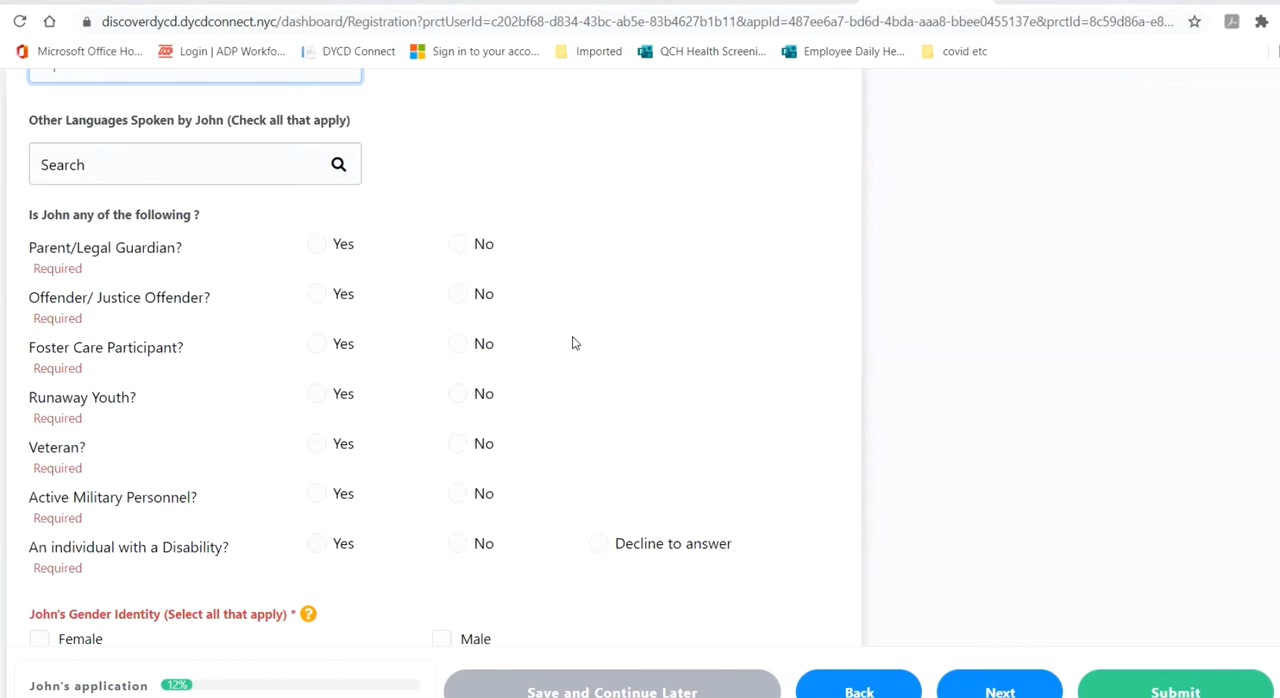 discoverdycd.dycdconnect.nyc/dashboard/Registration?prctUserId=c202bf68-d834-43bc-ab5e-83b4627b1b11&appId=487ee6a7-bd6d-4bda-aaa8-bbee0455137e&prctId=8c59d86a-e8...
Microsoft Office Ho... Login | ADP Workfo... DYCD Connect Sign in to your acco... Imported QCH Health Screeni... Employee Daily He... covid etc
Other Languages Spoken by John (Check all that apply)
Search
Is John any of the following ?
Parent/Legal Guardian? Yes No
Required
Offender/ Justice Offender? Yes No
Required
Foster Care Participant? Yes No
Required
Runaway Youth? Yes No
Required
Veteran? Yes No
Required
Active Military Personnel? Yes No
Required
An individual with a Disability? Yes No Decline to answer
Required
John's Gender Identity (Select all that apply) * ?
Female Male
John's application 12% Save and Continue Later Back Next Submit